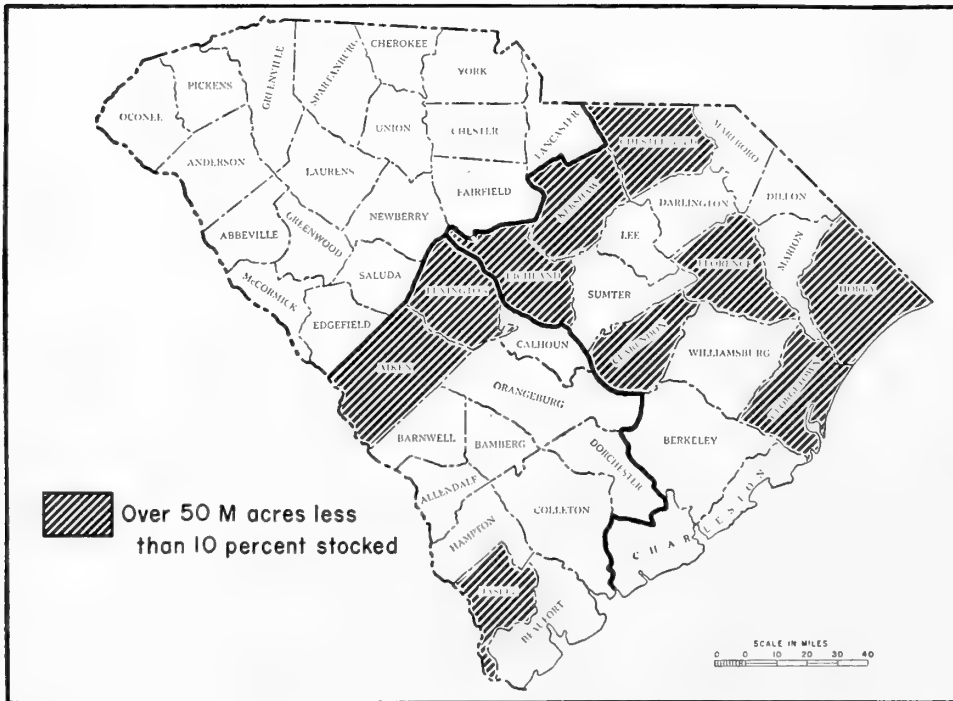 CHEROKEE
YORK
SPARTANBURG
GREENVILLE
PICKENS
OCONEE
UNION
CHESTER
LANCASTER
ANDERSON
LAURENS
FAIRFIELD
KERSHAW
MARLBORO
DARLINGTON
DILLON
NEWBERRY
GREENWOOD
ABBEVILLE
LEE
MARION
SALUDA
FLORENCE
HORRY
McCORMICK
RICHLAND
EDGEFIELD
SUMTER
CALHOUN
CLARENDON
WILLIAMSBURG
AIKEN
GEORGETOWN
ORANGEBURG
BARNWELL
BAMBERG
BERKELEY
DORCHESTER
ALLENDALE
COLLETON
HAMPTON
CHARLESTON
BEAUFORT
Over 50 M acres less
than 10 percent stocked
SCALE IN MILES
10 20 30 40